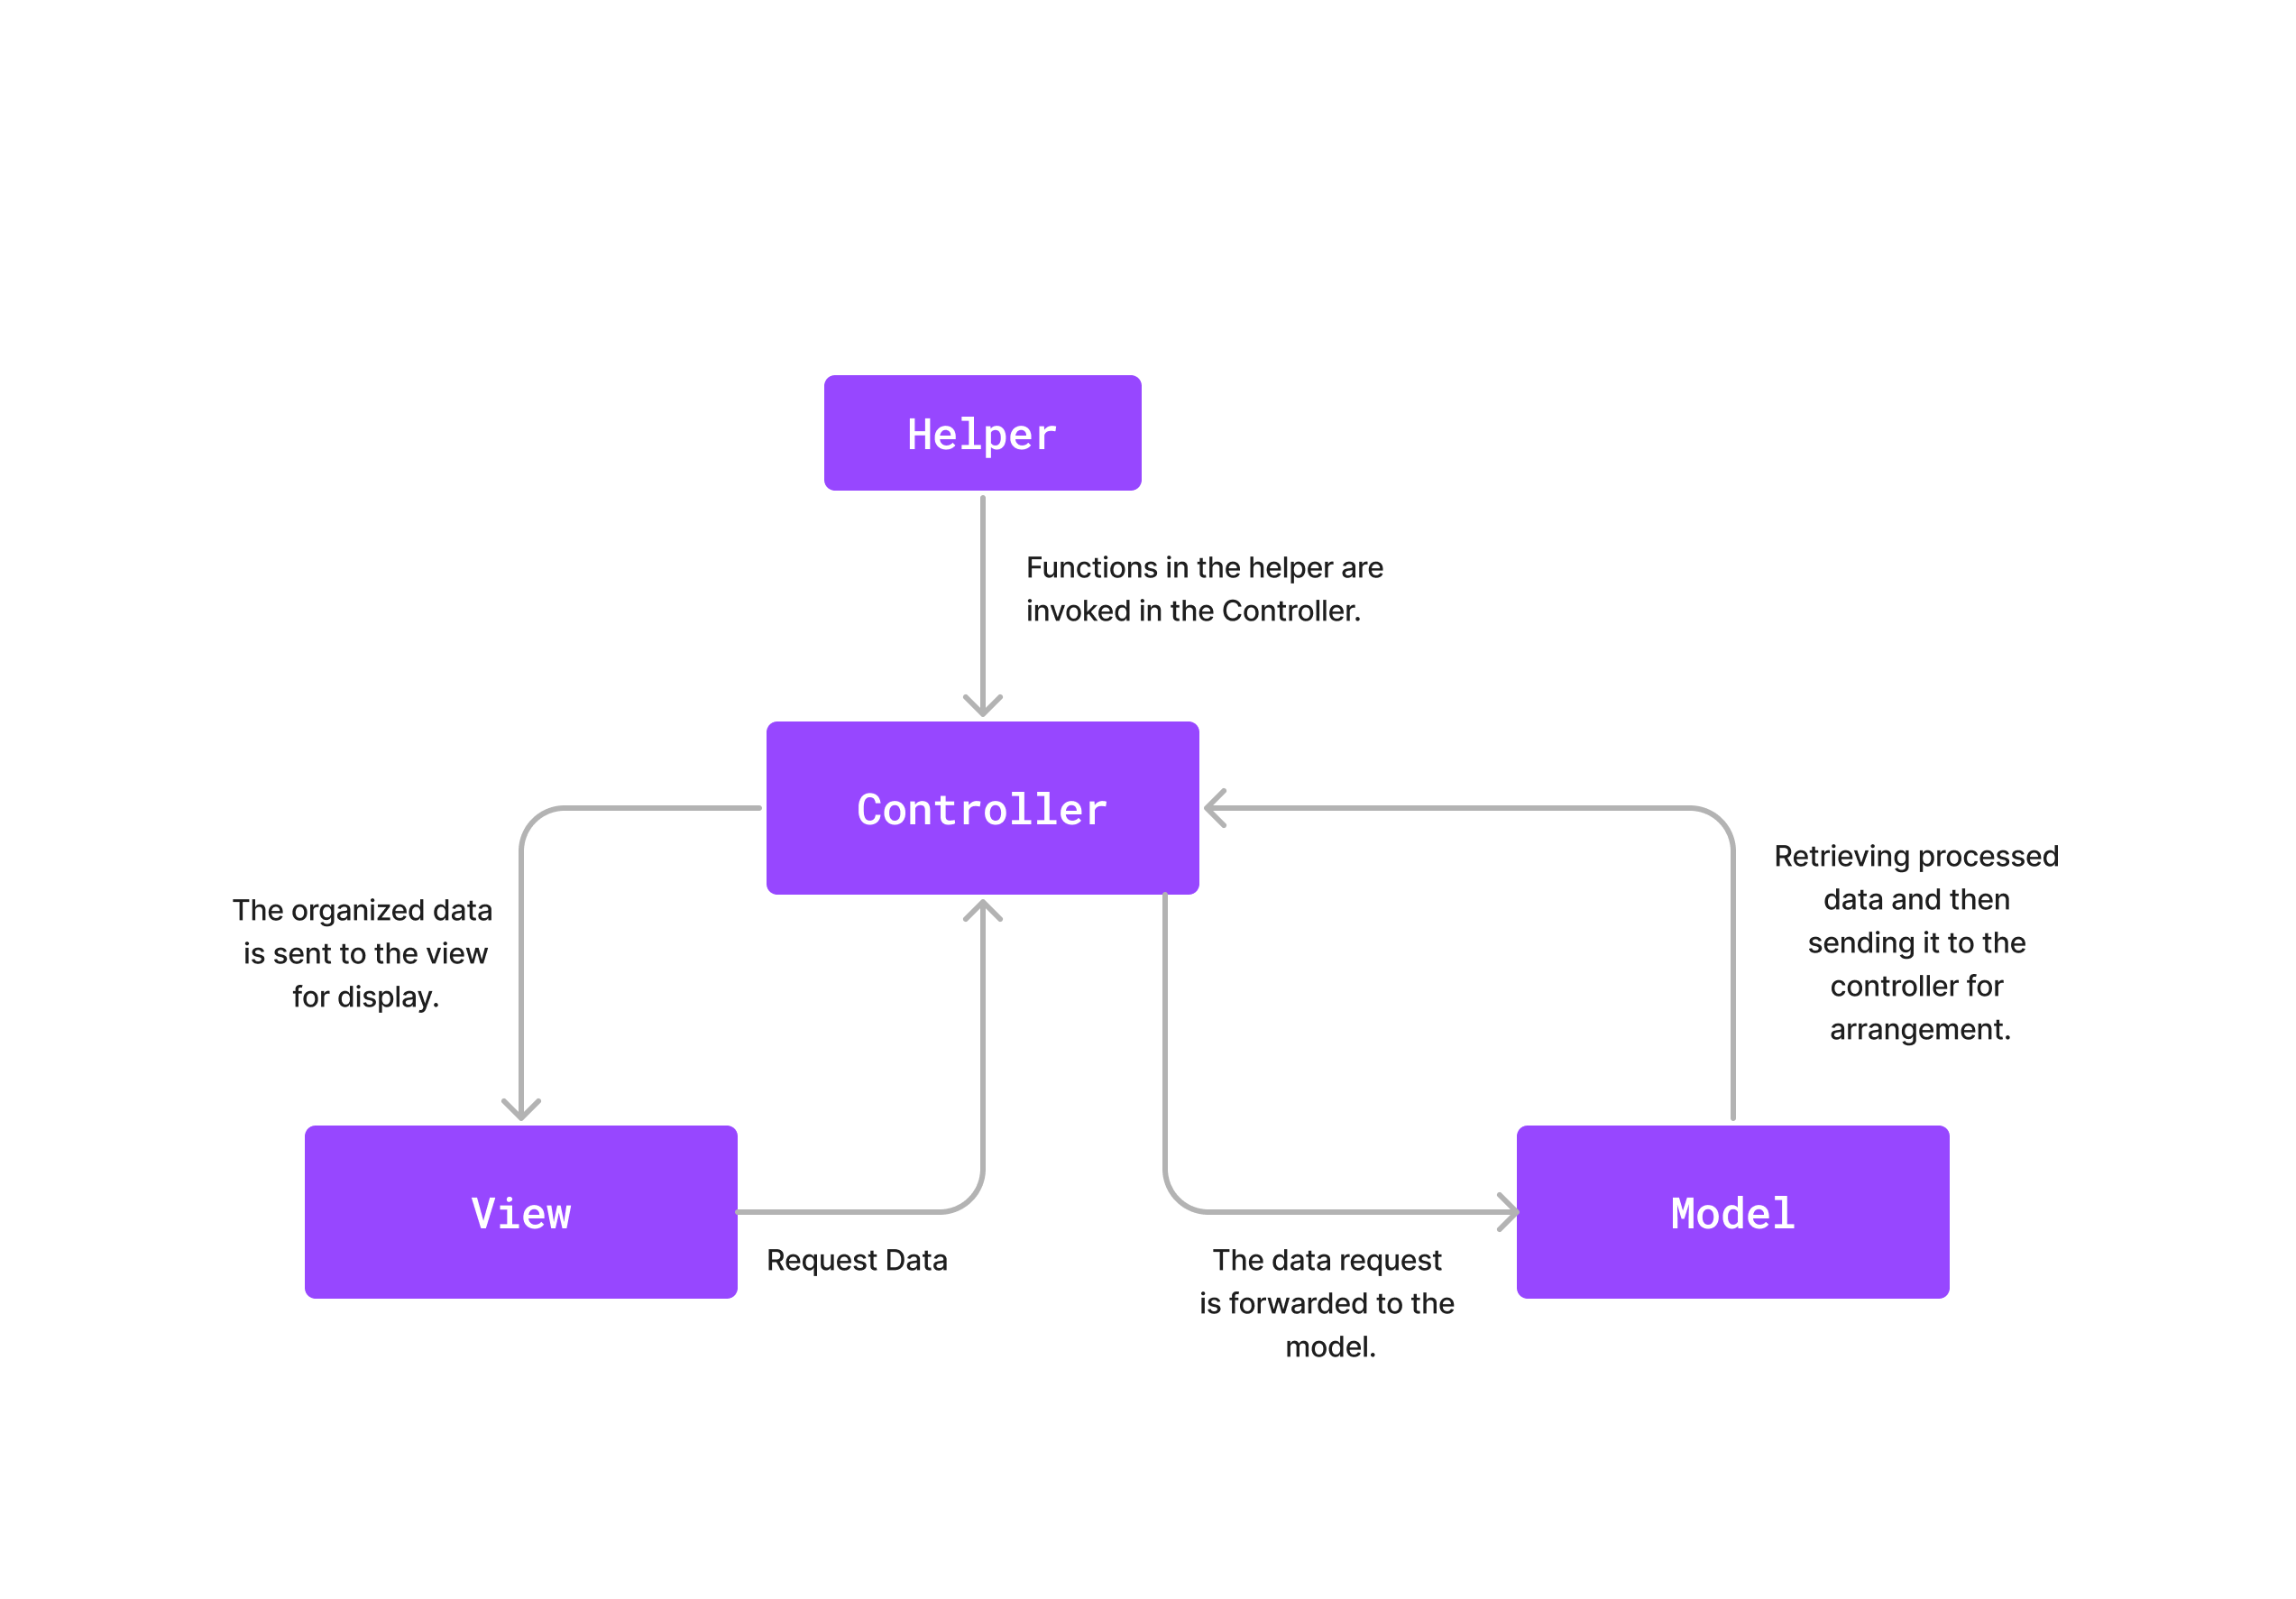 Helper
Functions in the helper are
invoked in the Controller.
Controller
The organized data
is sent to the view
for display.
Retrieving processed
data and then
sending it to the
controller for
arrangement.
View
Request Data
The data request
is forwarded to the
model.
Model